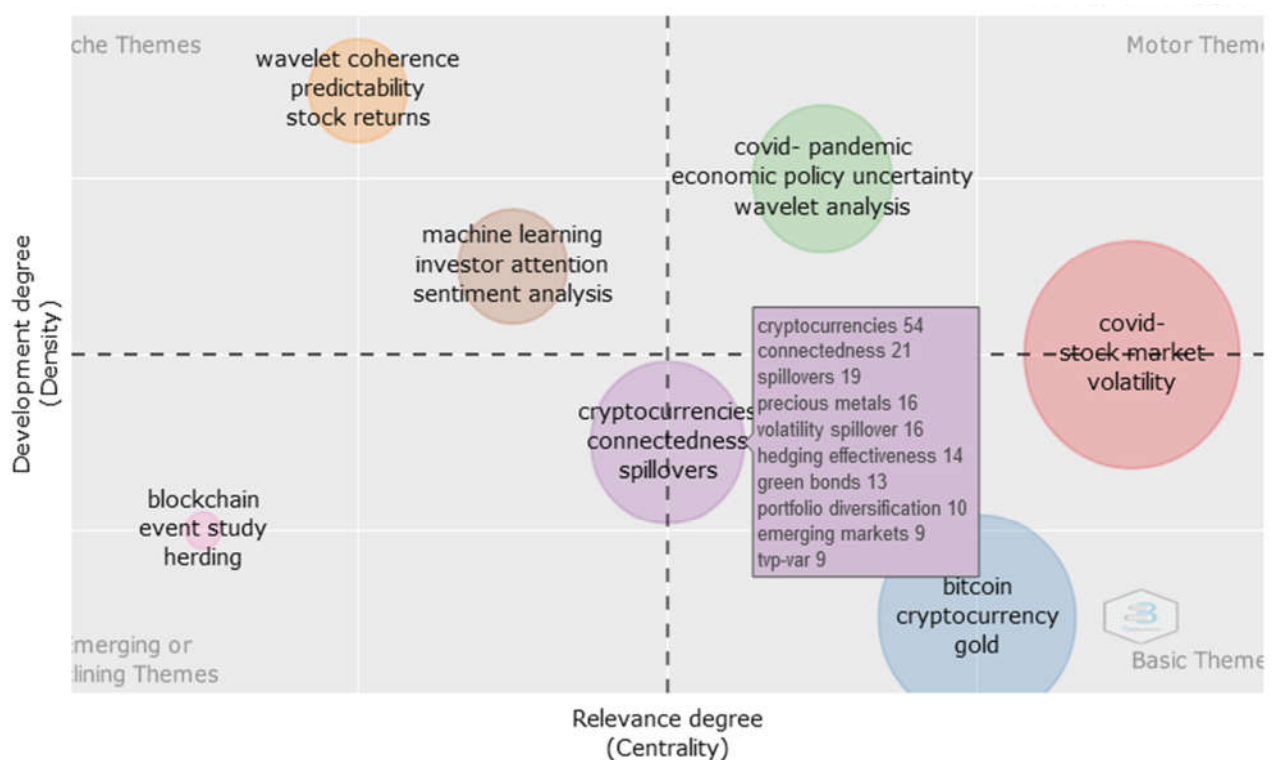 che Themes
Motor Theme
wavelet coherence
predictability
stock returns
covid- pandemic
economic policy uncertainty
wavelet analysis
machine learning
investor attention
sentiment analysis
covid-
stock market
volatility
cryptocurrencies
connectedness
spillovers
cryptocurrencies 54
connectedness 21
spillovers 19
precious metals 16
volatility spillover 16
hedging effectiveness 14
green bonds 13
portfolio diversification 10
emerging markets 9
tvp-var 9
blockchain
event study
herding
bitcoin
cryptocurrency
gold
merging or
lining Themes
Basic Theme
Development degree
(Density)
Relevance degree
(Centrality)